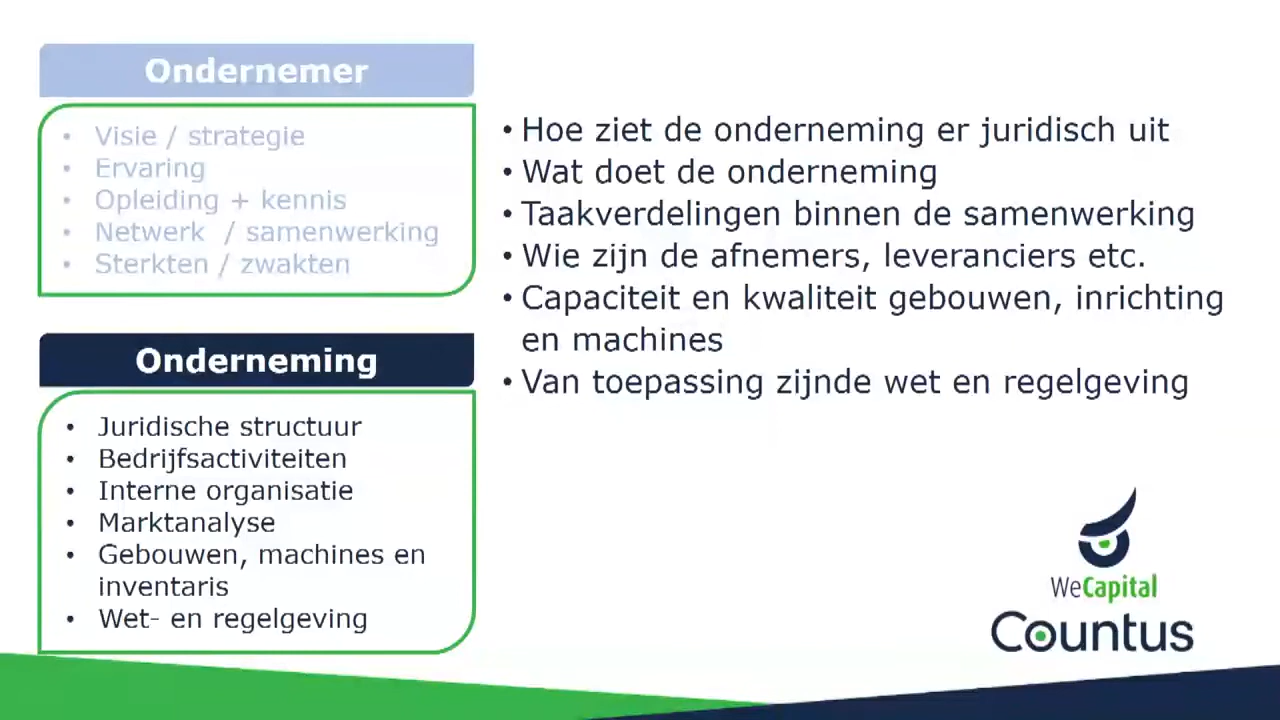 Ondernemer
• Visie / strategie
• Ervaring
• Opleiding + kennis
• Netwerk / samenwerking
• Sterkten / zwakten
Onderneming
• Juridische structuur
• Bedrijfsactiviteiten
• Interne organisatie
• Marktanalyse
• Gebouwen, machines en
inventaris
• Wet- en regelgeving
• Hoe ziet de onderneming er juridisch uit
• Wat doet de onderneming
• Taakverdelingen binnen de samenwerking
• Wie zijn de afnemers, leveranciers etc.
• Capaciteit en kwaliteit gebouwen, inrichting
en machines
• Van toepassing zijnde wet en regelgeving
WeCapital
Countus